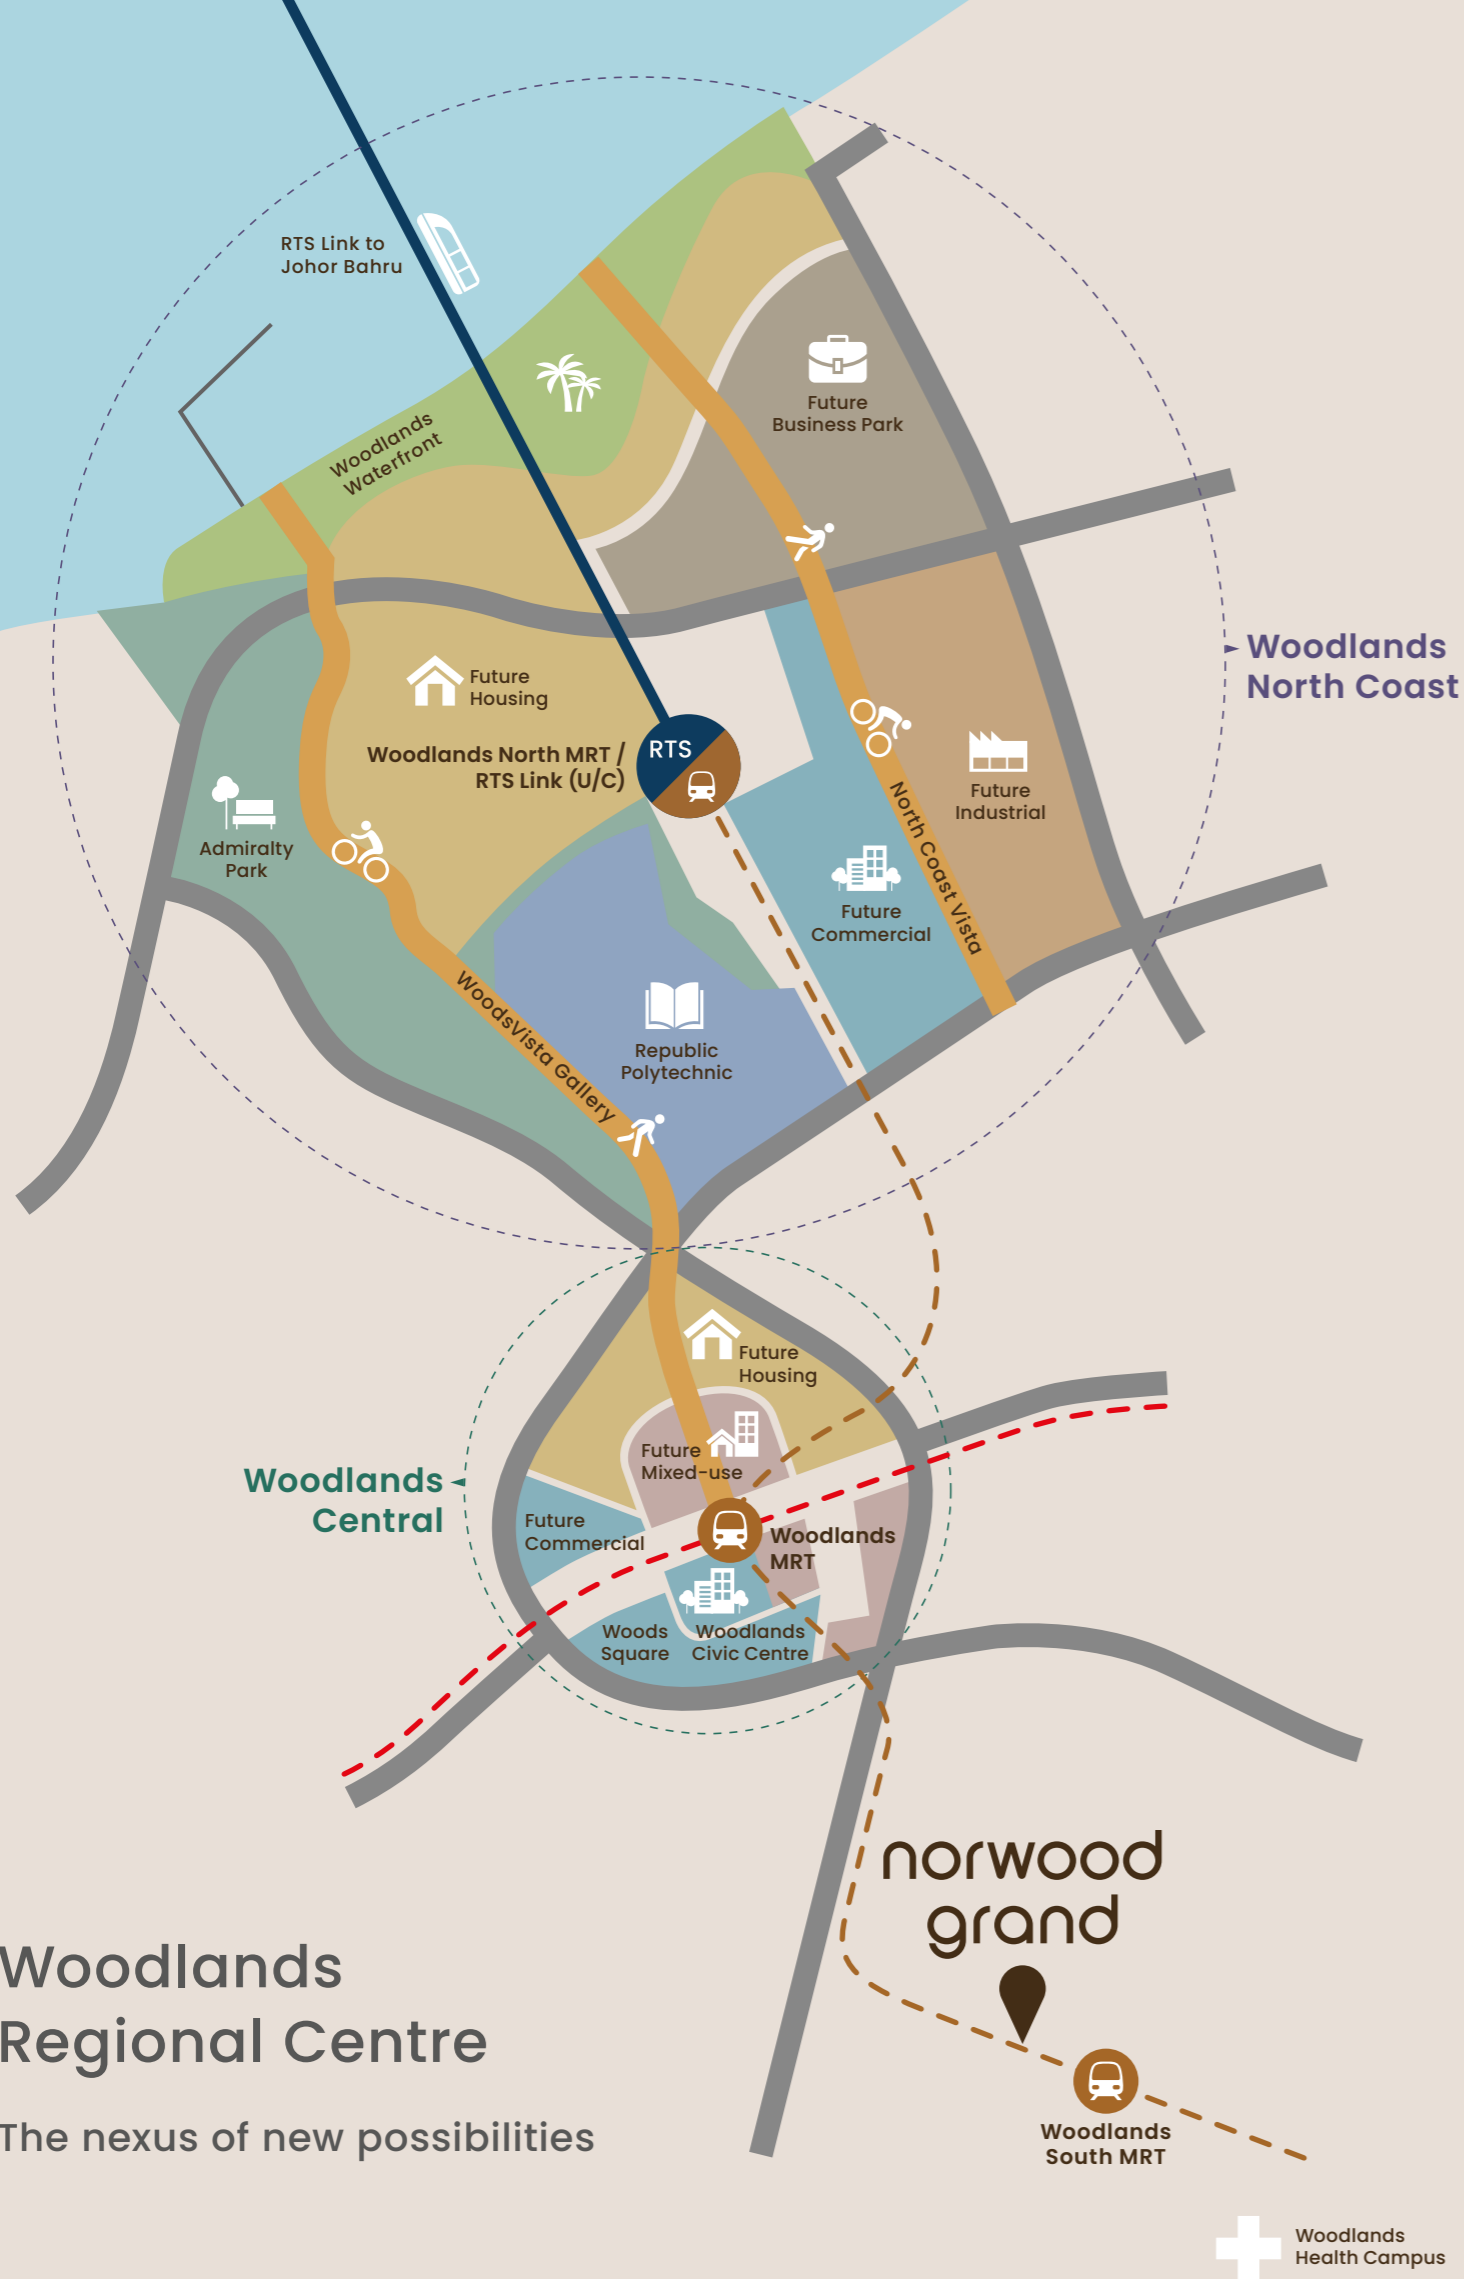 RTS Link to
Johor Bahru
Woodlands
Waterfront
Future
Business Park
Future
Housing
Woodlands
North Coast
Woodlands North MRT /
RTS Link (U/C)
RTS
Future
Industrial
Admiralty
Park
North Coast Vista
Future
Commercial
WoodsVista Gallery
Republic
Polytechnic
Future
Housing
Future
Mixed-use
Woodlands
Central
Future
Commercial
Woodlands
MRT
Woods
Square
Woodlands
Civic Centre
norwood
grand
Woodlands
Regional Centre
The nexus of new possibilities
Woodlands
South MRT
Woodlands
Health Campus